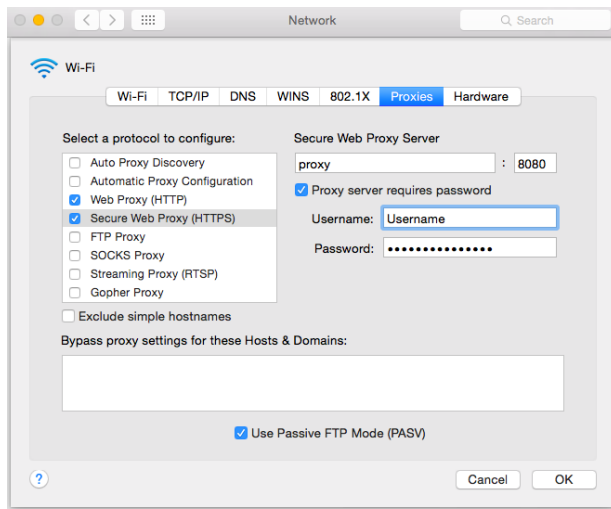 Network
Search
Wi-Fi
Wi-Fi TCP/IP DNS WINS 802.1X Proxies Hardware
Select a protocol to configure:
Auto Proxy Discovery
Automatic Proxy Configuration
Web Proxy (HTTP)
Secure Web Proxy (HTTPS)
FTP Proxy
SOCKS Proxy
Streaming Proxy (RTSP)
Gopher Proxy
Exclude simple hostnames
Secure Web Proxy Server
proxy : 8080
Proxy server requires password
Username: Username
Password: •••••••••••••••
Bypass proxy settings for these Hosts & Domains:
Use Passive FTP Mode (PASV)
? Cancel OK